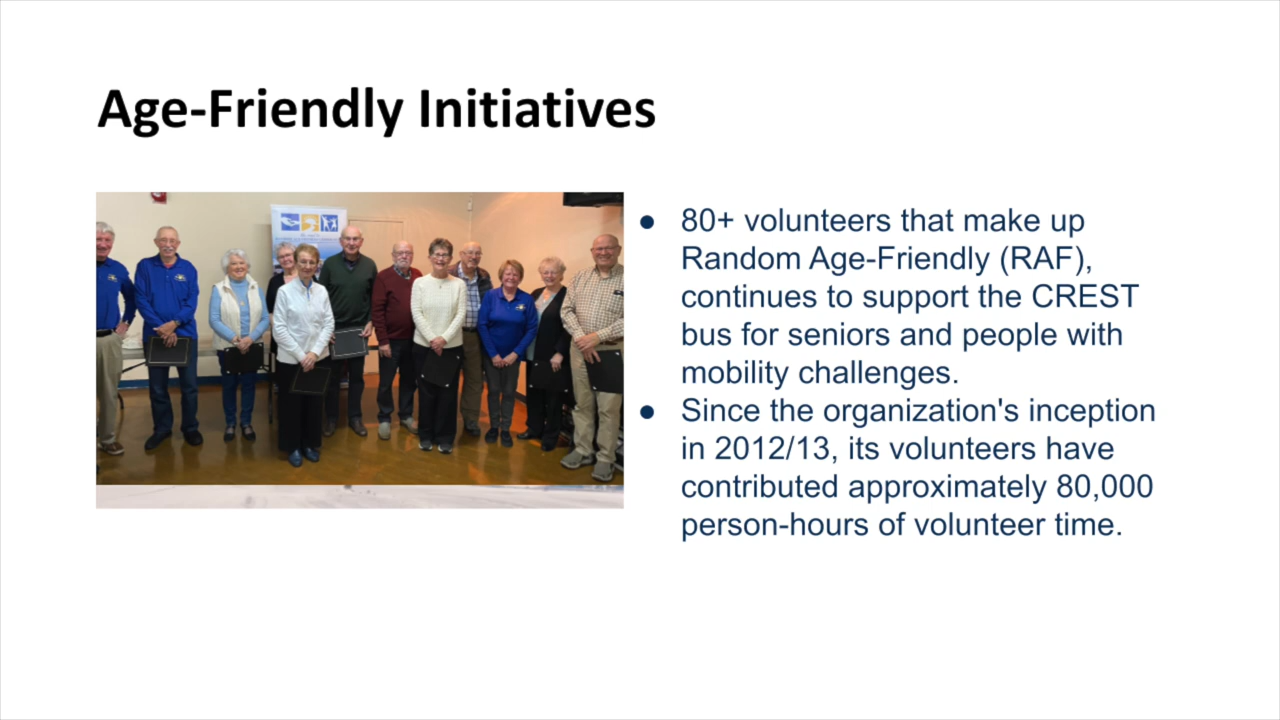 Age-Friendly Initiatives
● 80+ volunteers that make up
Random Age-Friendly (RAF),
continues to support the CREST
bus for seniors and people with
mobility challenges.
● Since the organization's inception
in 2012/13, its volunteers have
contributed approximately 80,000
person-hours of volunteer time.